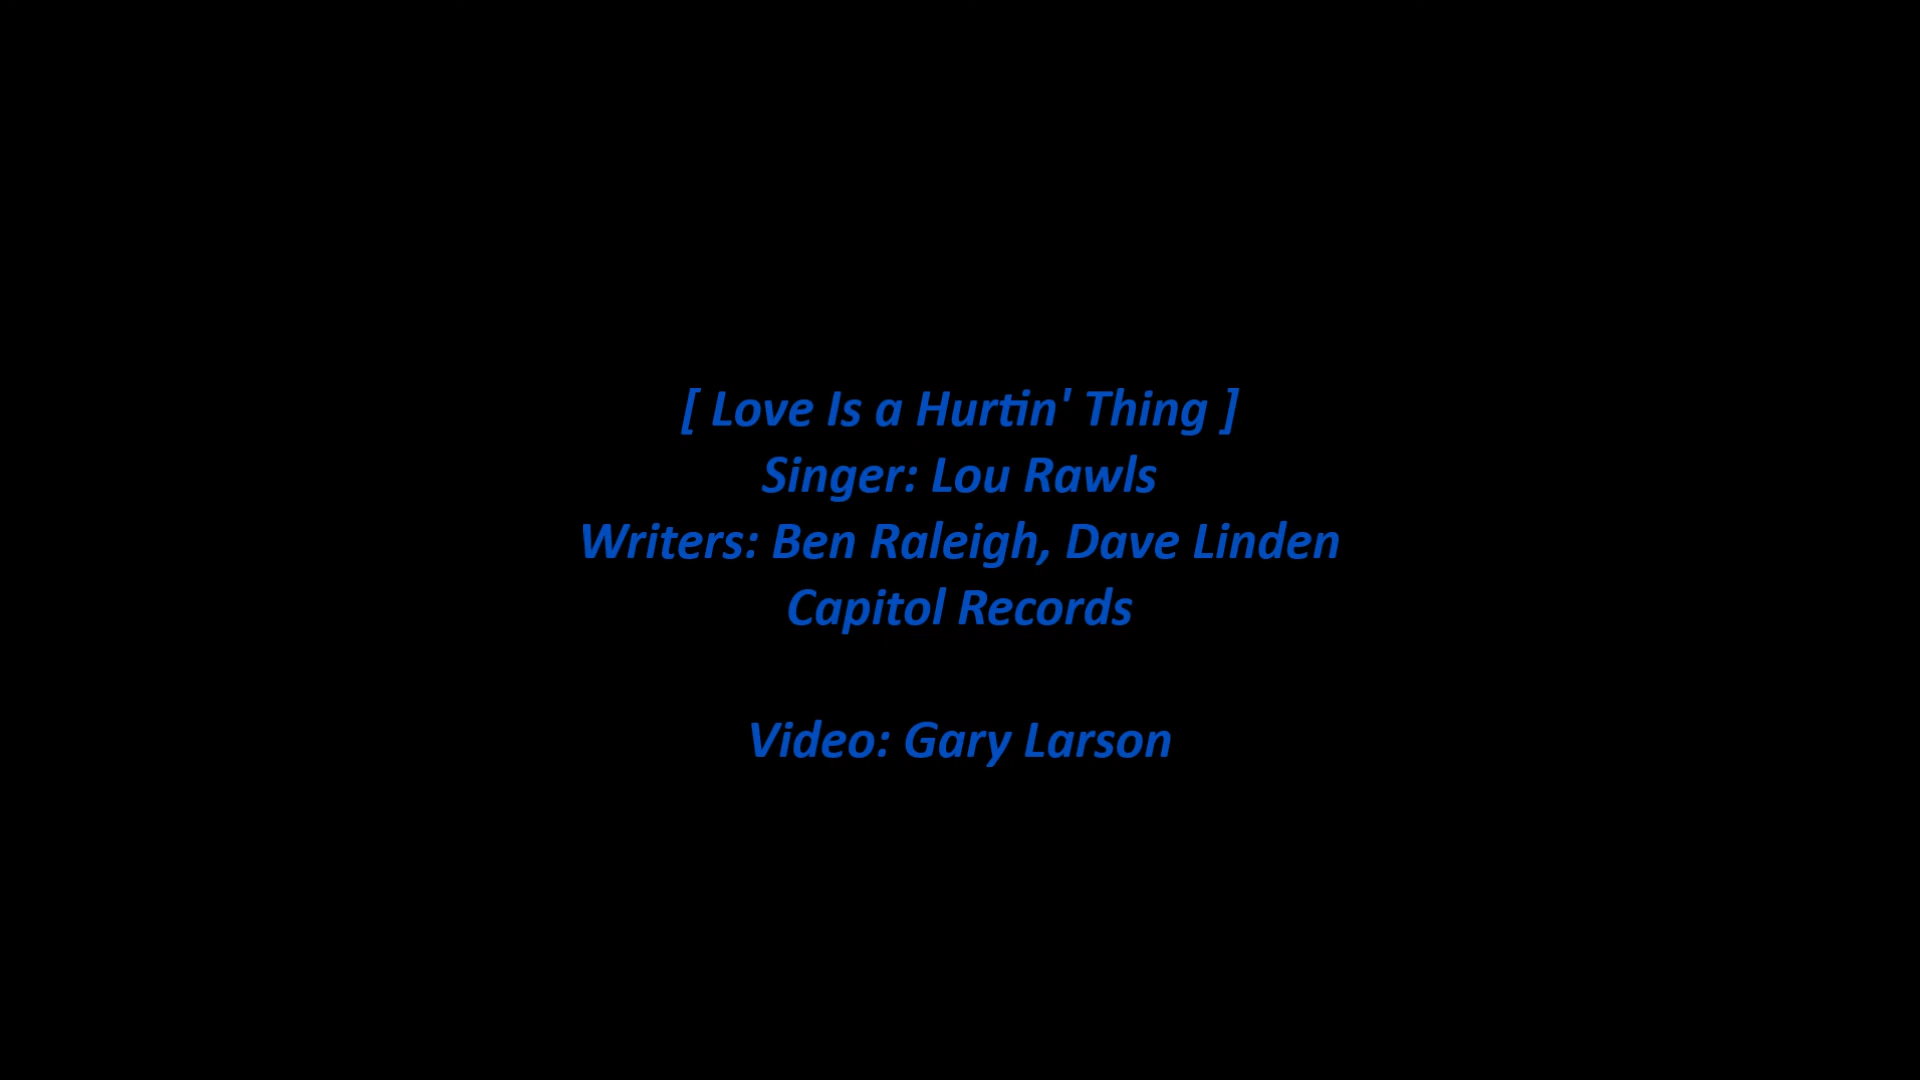 [ Love Is a Hurtin' Thing ]
Singer: Lou Rawls
Writers: Ben Raleigh, Dave Linden
Capitol Records
Video: Gary Larson